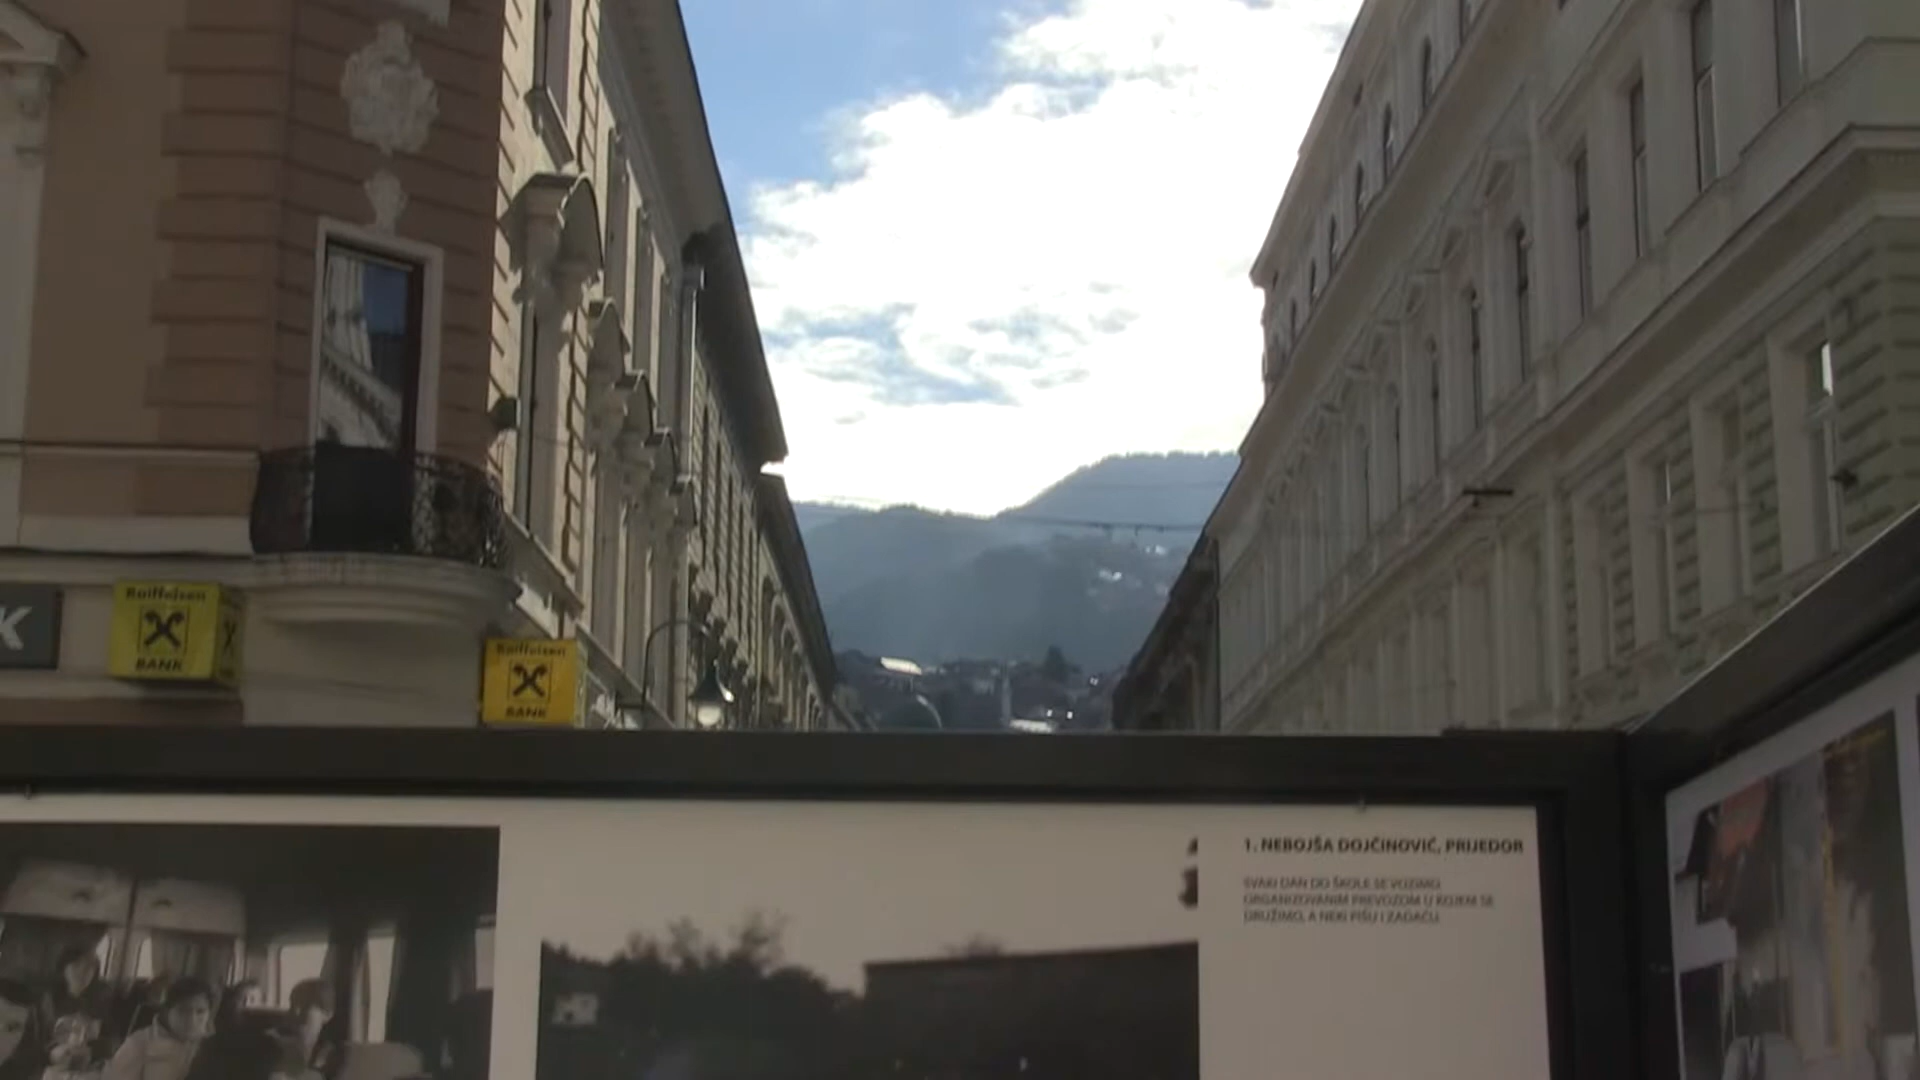 K
Raiffeisen
BANK
Raiffeisen
BANK
1. NEBOJŠA DOJČINOVIĆ, PRIJEDOR
SVAKI DAN DO ŠKOLE SE VOZIMO
ORGANIZOVANIM PREVOZOM U KOJEM SE
DRUŽIMO, A NEKI PIŠU I ZADAĆU.